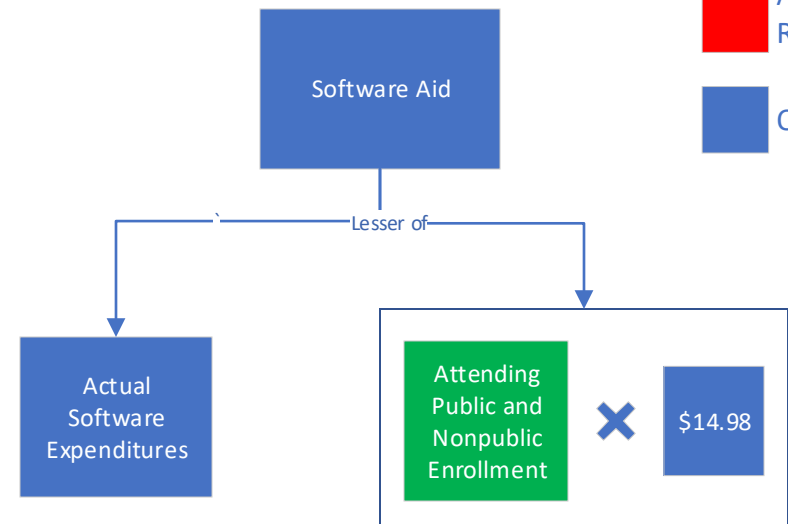 Software Aid
Lesser of
Actual
Software
Expenditures
Attending
Public and
Nonpublic
Enrollment
$14.98